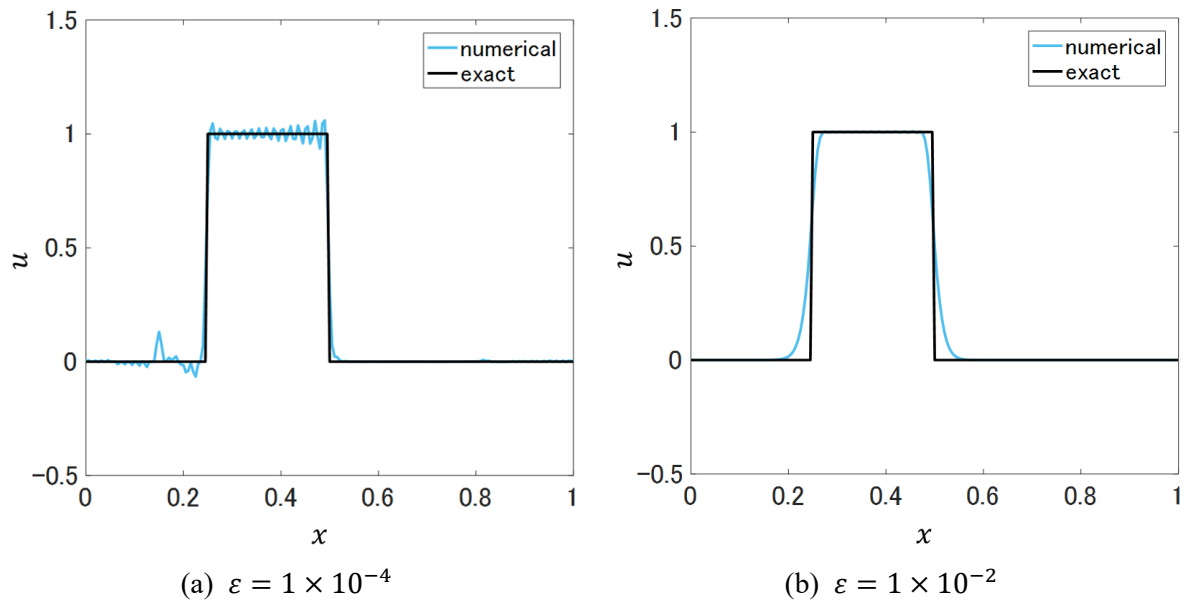 1.5
numerical
exact
1
u
0.5
0
−0.5
0 0.2 0.4 0.6 0.8 1
x
(a) ε = 1 × 10⁻⁴
1.5
numerical
exact
1
u
0.5
0
−0.5
0 0.2 0.4 0.6 0.8 1
x
(b) ε = 1 × 10⁻²